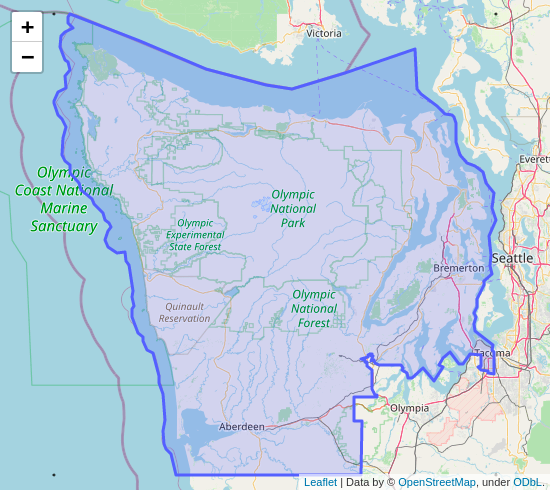 +
−
Victoria
Everett
Olympic
Coast National
Marine
Sanctuary
Olympic
National
Park
Olympic
Experimental
State Forest
Seattle
Bremerton
Quinault
Reservation
Olympic
National
Forest
Tacoma
Olympia
Aberdeen
Leaflet | Data by © OpenStreetMap, under ODbL.